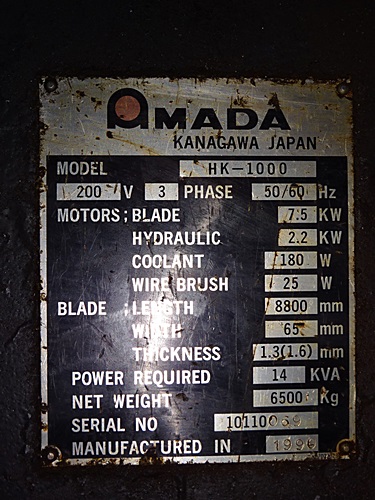 AMADA
KANAGAWA JAPAN
MODEL HK-1000
200 V 3 PHASE 50/60 Hz
MOTORS; BLADE 7.5 KW
HYDRAULIC 2.2 KW
COOLANT 180 W
WIRE BRUSH 25 W
BLADE ; LENGTH 8800 mm
WIDTH 65 mm
THICKNESS 1.3(1.6) mm
POWER REQUIRED 14 KVA
NET WEIGHT 6500 Kg
SERIAL NO
MANUFACTURED IN